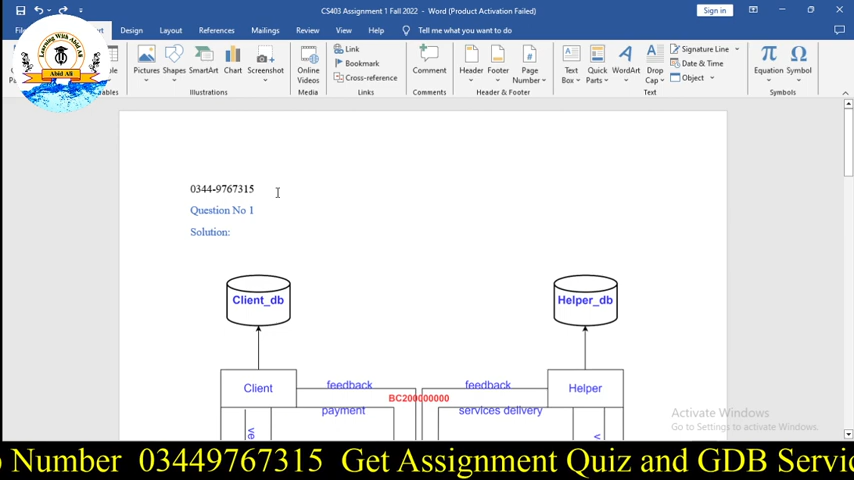 CS403 Assignment 1 Fall 2022 - Word (Product Activation Failed)
Sign in
Design Layout References Mailings Review View Help Tell me what you want to do
Learning With Abid Ali
Abid Ali
Pictures Shapes SmartArt Chart Screenshot
Illustrations
Online Videos
Media
Link
Bookmark
Cross-reference
Links
Comment
Comments
Header Footer Page Number
Header & Footer
Text Box Quick Parts WordArt Drop Cap
Signature Line
Date & Time
Object
Text
Equation Symbol
Symbols
0344-9767315
Question No 1
Solution:
Client_db
Helper_db
Client
feedback
feedback
Helper
BC200000000
payment
services delivery
ve
v
Activate Windows
Go to Settings to activate Windows.
Number 03449767315 Get Assignment Quiz and GDB Servic